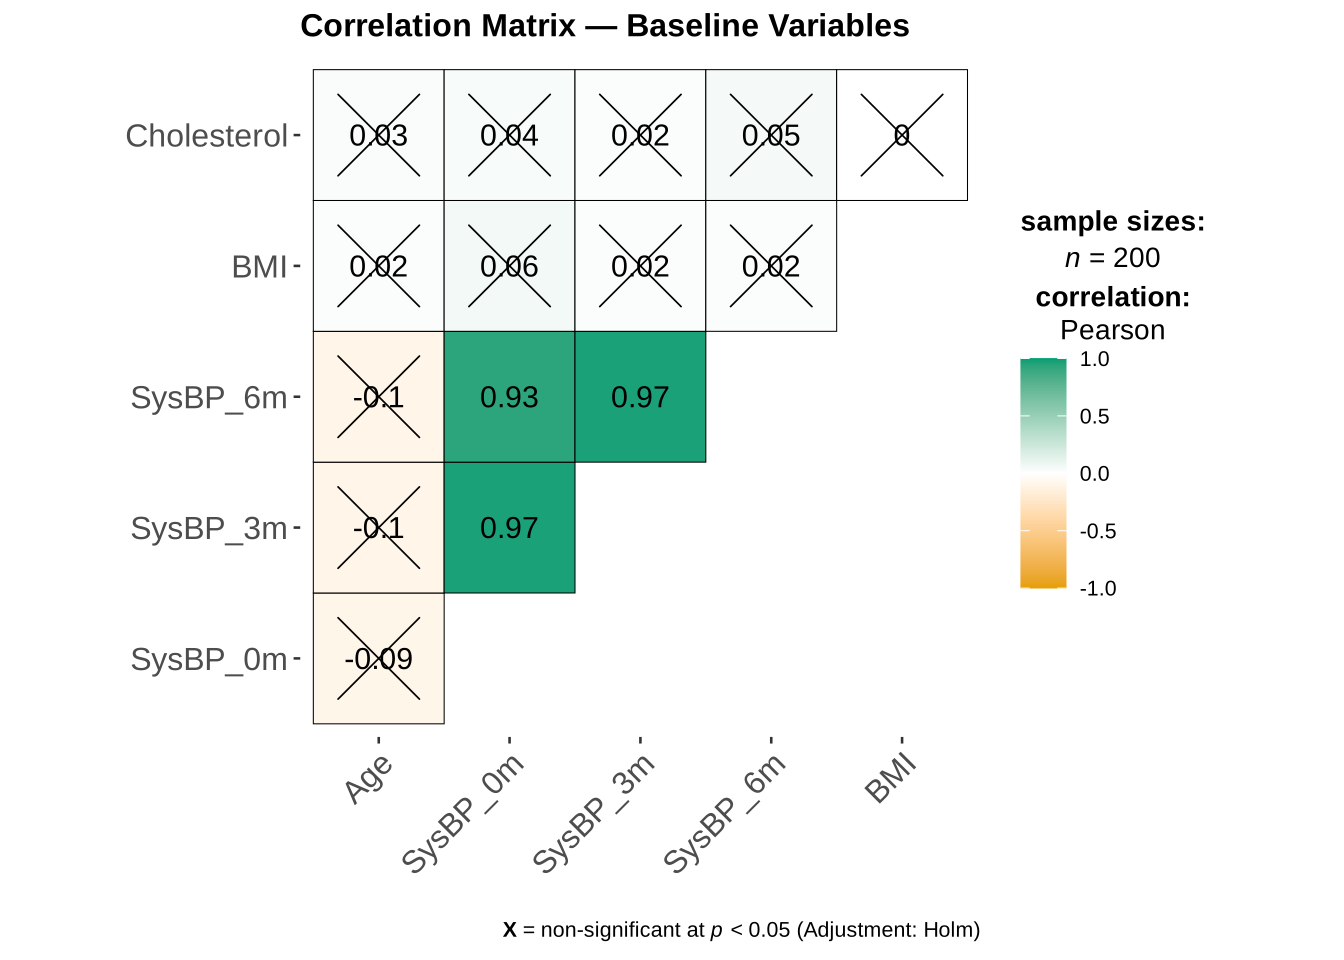 Correlation Matrix — Baseline Variables
Cholesterol 0.03 0.04 0.02 0.05 0
BMI 0.02 0.06 0.02 0.02
SysBP_6m -0.1 0.93 0.97
SysBP_3m -0.1 0.97
SysBP_0m -0.09
Age SysBP_0m SysBP_3m SysBP_6m BMI
sample sizes:
n = 200
correlation:
Pearson
1.0
0.5
0.0
-0.5
-1.0
X = non-significant at p < 0.05 (Adjustment: Holm)